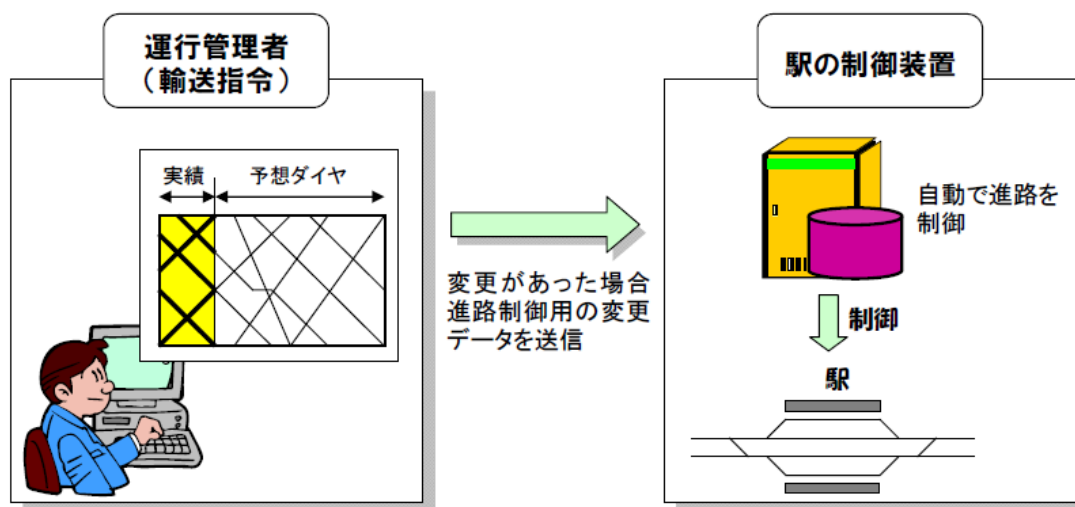 運行管理者
（輸送指令）
実績
予想ダイヤ
変更があった場合
進路制御用の変更
データを送信
駅の制御装置
自動で進路を
制御
制御
駅